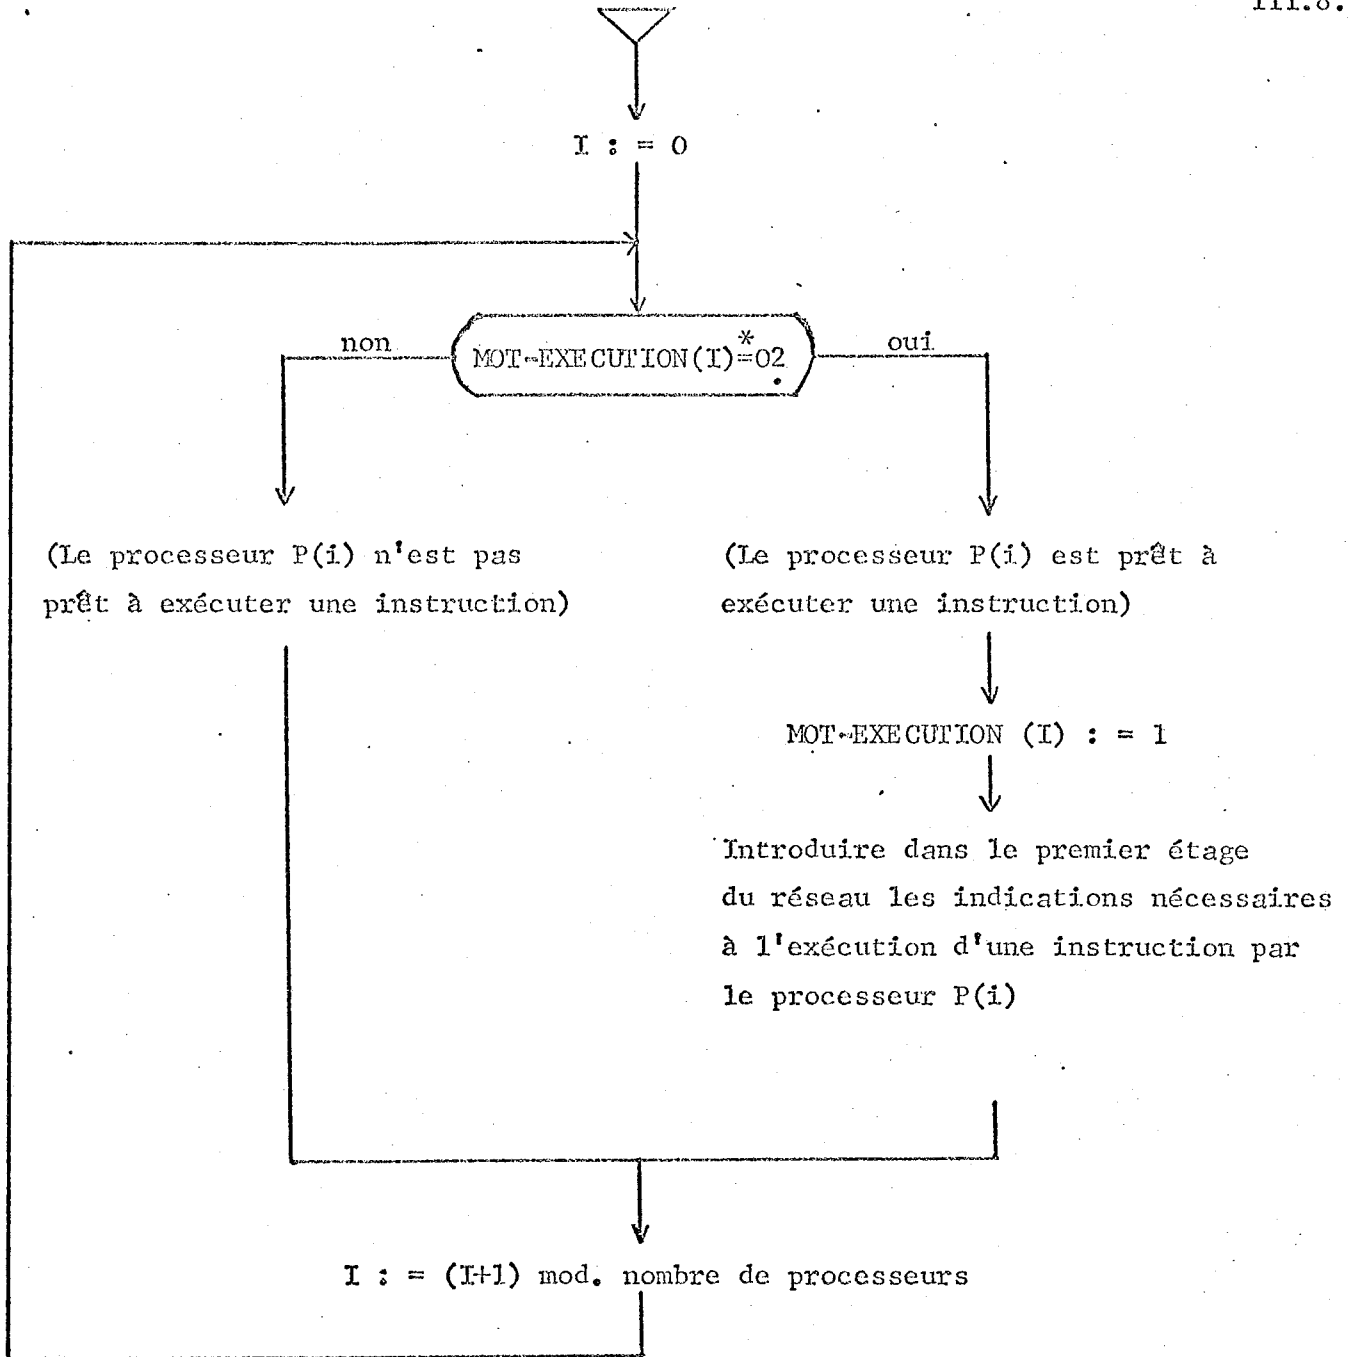 III.8.
I : = 0
non
MOT-EXECUTION(I)*=0?
oui
(Le processeur P(i) n'est pas
prêt à exécuter une instruction)
(Le processeur P(i) est prêt à
exécuter une instruction)
MOT-EXECUTION (I) : = 1
Introduire dans le premier étage
du réseau les indications nécessaires
à l'exécution d'une instruction par
le processeur P(i)
I : = (I+1) mod. nombre de processeurs